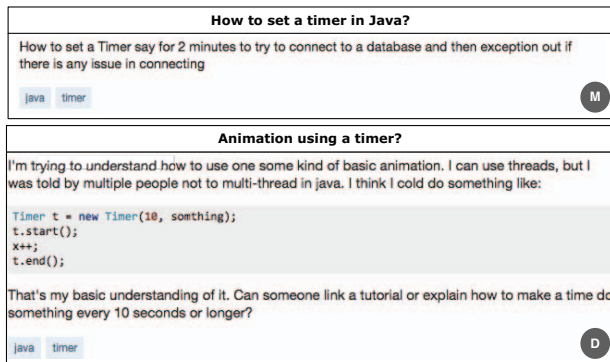 How to set a timer in Java?
How to set a Timer say for 2 minutes to try to connect to a database and then exception out if
there is any issue in connecting
java timer
M
Animation using a timer?
I'm trying to understand how to use one some kind of basic animation. I can use threads, but I
was told by multiple people not to multi-thread in java. I think I cold do something like:
Timer t = new Timer(10, somthing);
t.start();
x++;
t.end();
That's my basic understanding of it. Can someone link a tutorial or explain how to make a time do
something every 10 seconds or longer?
java timer
D